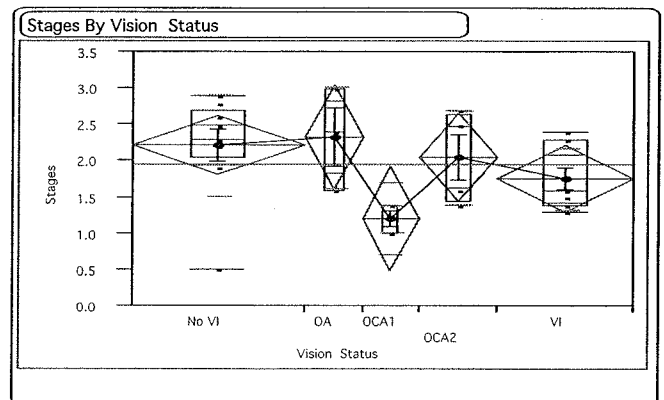 Stages By Vision Status
3.5
3.0
2.5
2.0
1.5
1.0
0.5
0.0
Stages
No VI
OA
OCA1
OCA2
VI
Vision Status